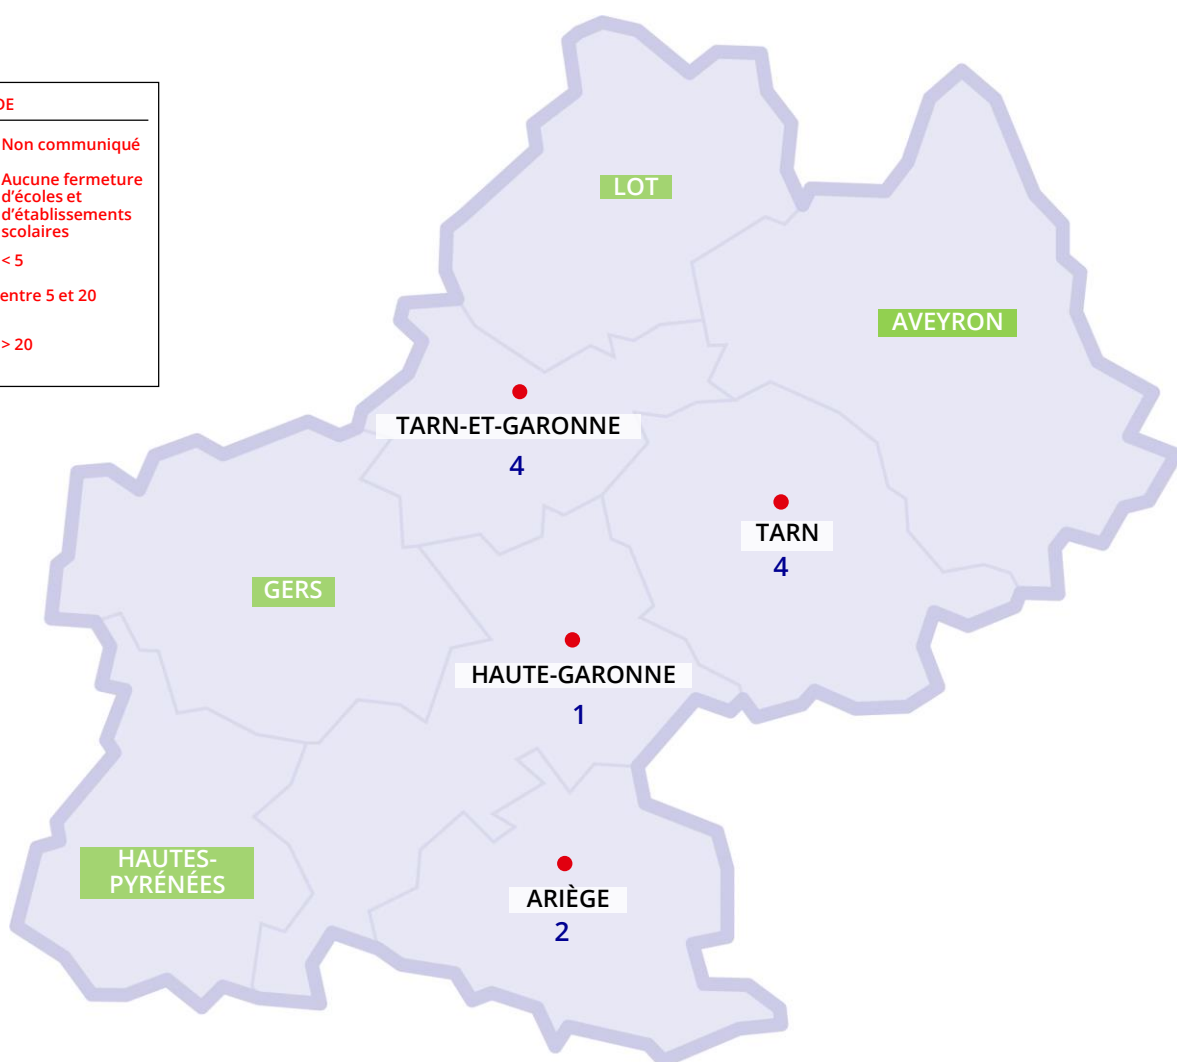 DE
Non communiqué
Aucune fermeture
d'écoles et
d'établissements
scolaires
< 5
entre 5 et 20
> 20
LOT
AVEYRON
TARN-ET-GARONNE
4
TARN
4
GERS
HAUTE-GARONNE
1
HAUTES-
PYRÉNÉES
ARIÈGE
2